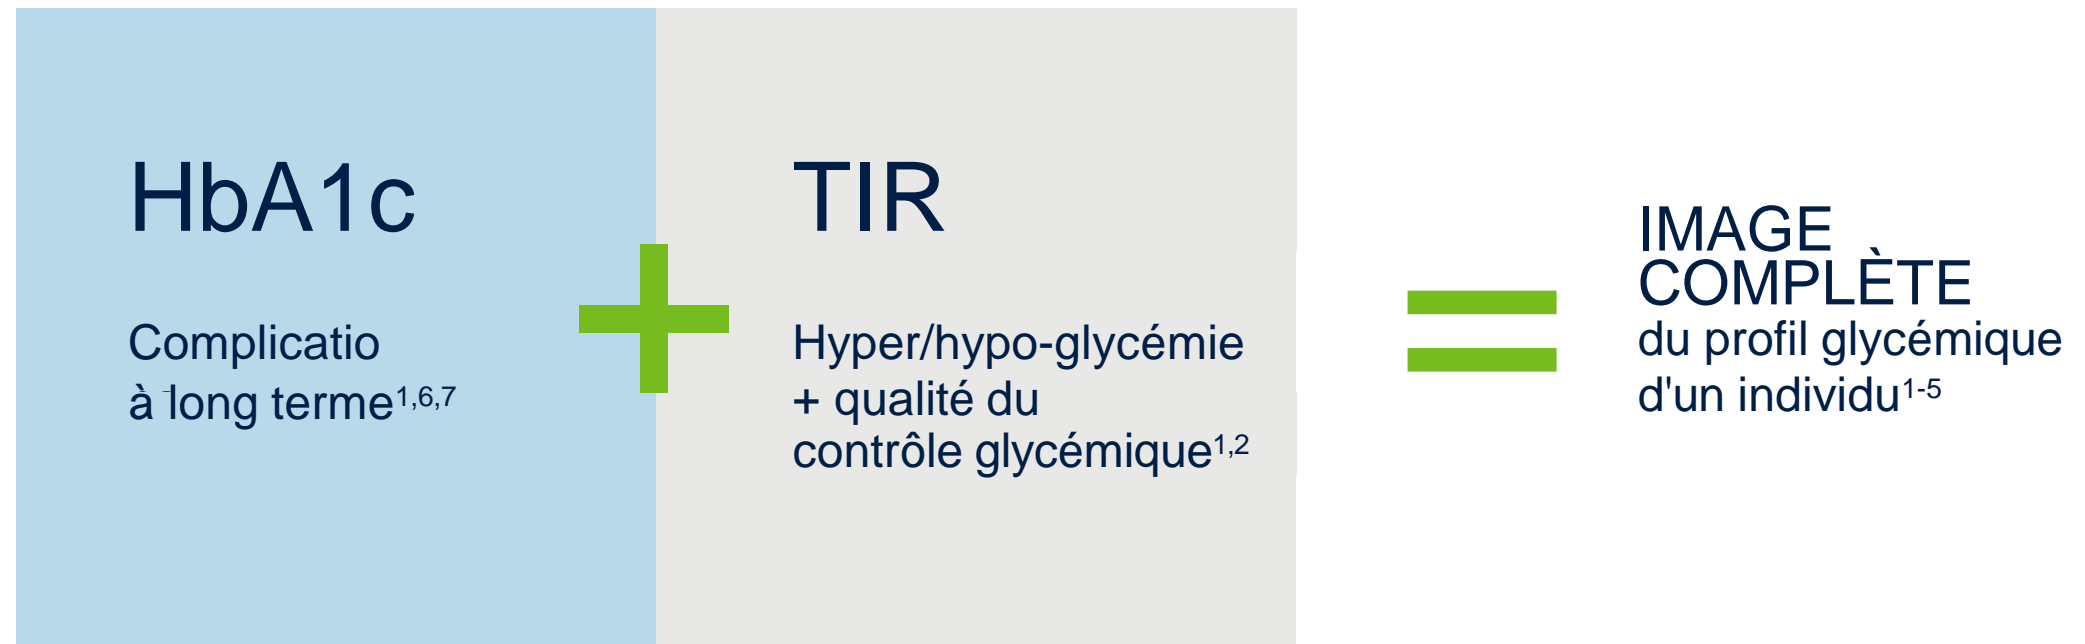 HbA1c
Complicatio
à long terme1,6,7
+
TIR
Hyper/hypo-glycémie
+ qualité du
contrôle glycémique1,2
=
IMAGE
COMPLÈTE
du profil glycémique
d'un individu1-5